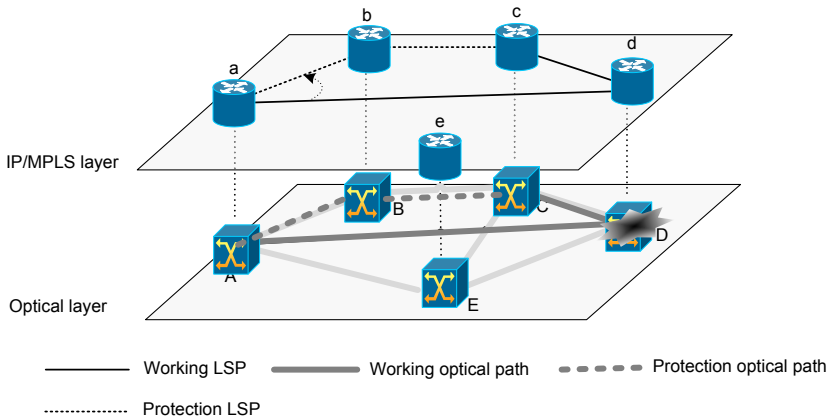 b
c
d
a
e
IP/MPLS layer
B
C
D
A
E
Optical layer
Working LSP
Working optical path
Protection optical path
Protection LSP